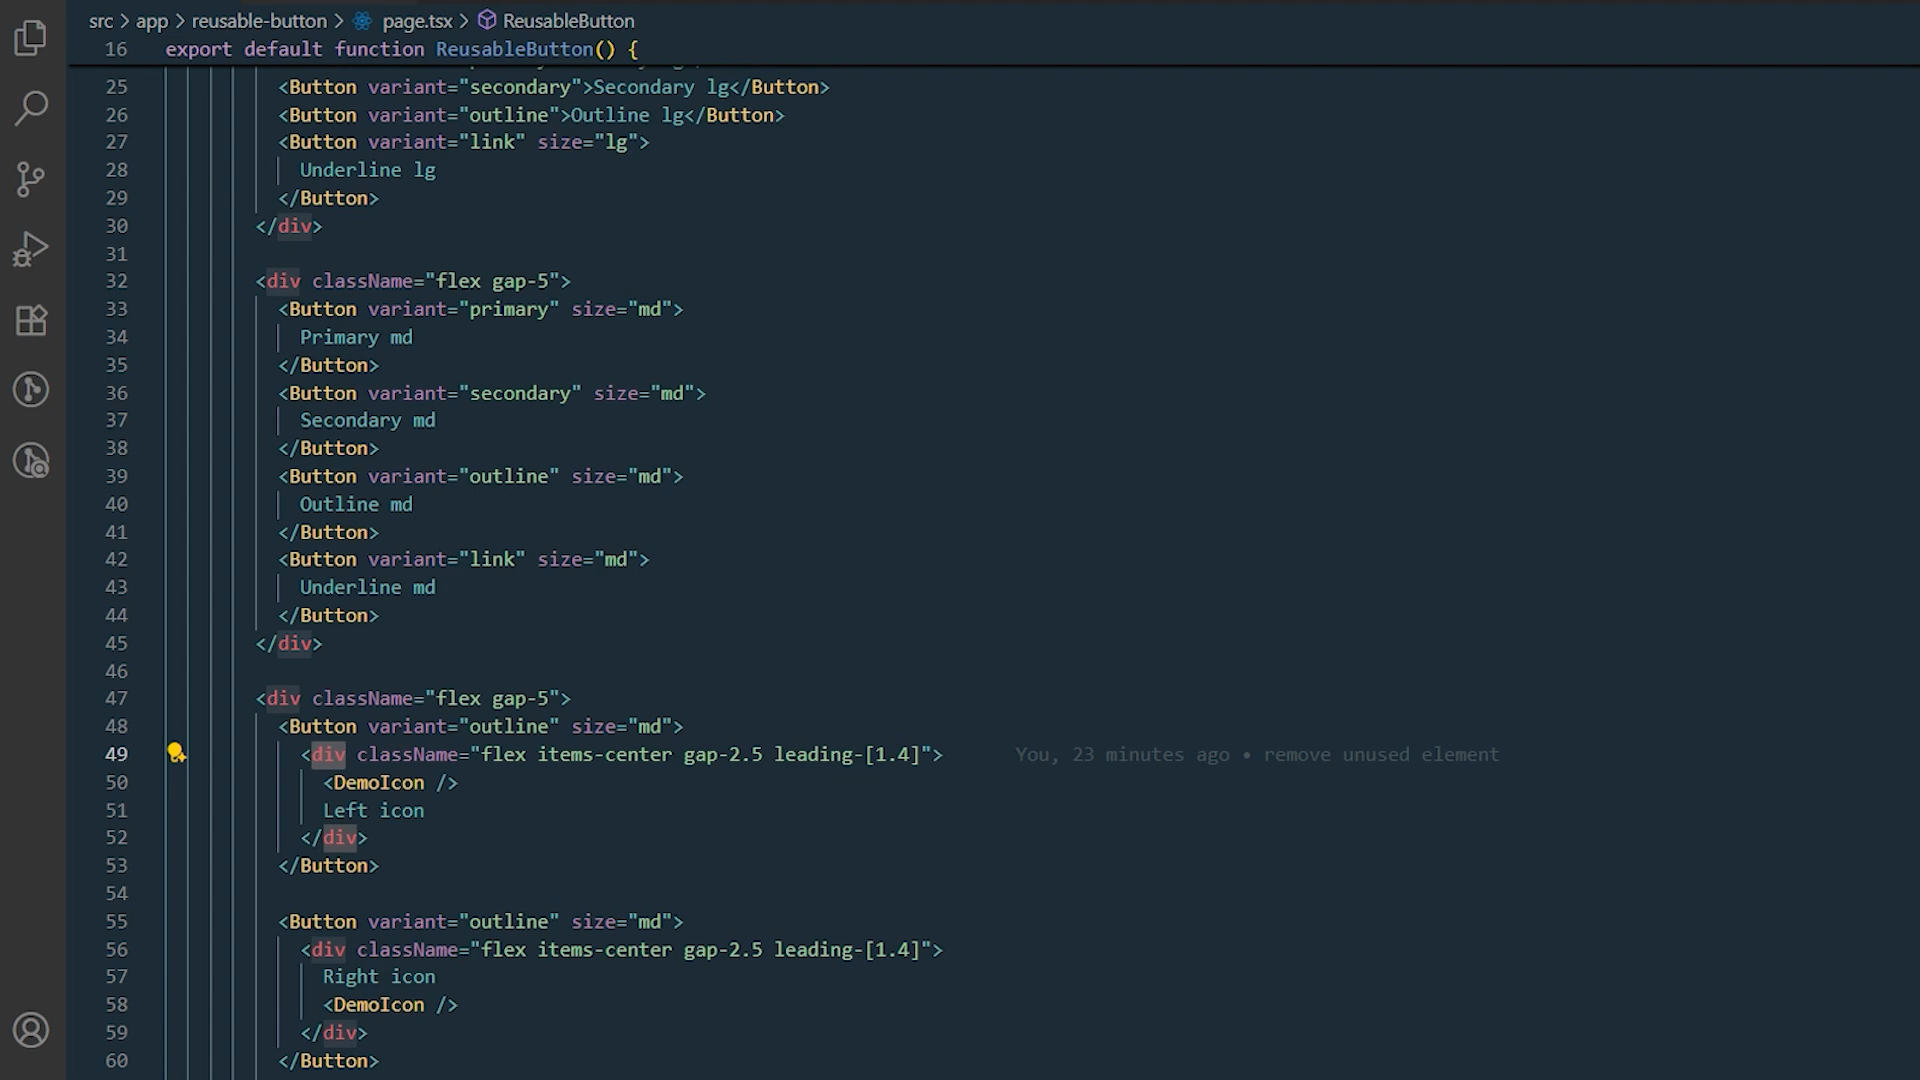 src > app > reusable-button > page.tsx > ReusableButton
16 export default function ReusableButton() {
25 <Button variant="secondary">Secondary lg</Button>
26 <Button variant="outline">Outline lg</Button>
27 <Button variant="link" size="lg">
28 Underline lg
29 </Button>
30 </div>
31
32 <div className="flex gap-5">
33 <Button variant="primary" size="md">
34 Primary md
35 </Button>
36 <Button variant="secondary" size="md">
37 Secondary md
38 </Button>
39 <Button variant="outline" size="md">
40 Outline md
41 </Button>
42 <Button variant="link" size="md">
43 Underline md
44 </Button>
45 </div>
46
47 <div className="flex gap-5">
48 <Button variant="outline" size="md">
49 <div className="flex items-center gap-2.5 leading-[1.4]"> You, 23 minutes ago • remove unused element
50 <DemoIcon />
51 Left icon
52 </div>
53 </Button>
54
55 <Button variant="outline" size="md">
56 <div className="flex items-center gap-2.5 leading-[1.4]">
57 Right icon
58 <DemoIcon />
59 </div>
60 </Button>